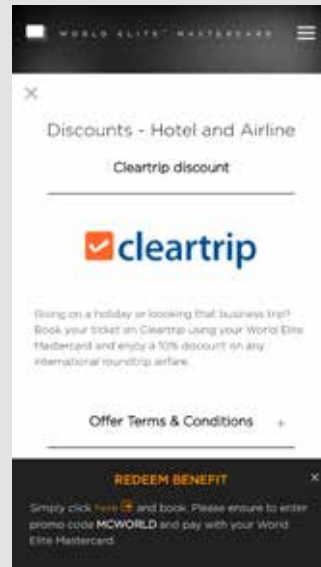 WORLD ELITE™ MASTERCARD
Discounts - Hotel and Airline
Cleartrip discount
cleartrip
Going on a holiday or looking that business trip?
Book your ticket on Cleartrip using your World Elite
Mastercard and enjoy a 10% discount on any
international roundtrip airfare.
Offer Terms & Conditions +
REDEEM BENEFIT
Simply click here and book. Please ensure to enter
promo code MCWORLD and pay with your World
Elite Mastercard.